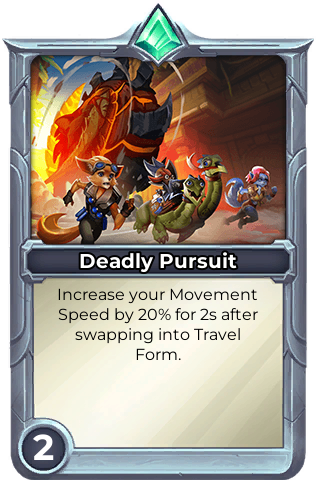 Deadly Pursuit
Increase your Movement
Speed by 20% for 2s after
swapping into Travel
Form.
2